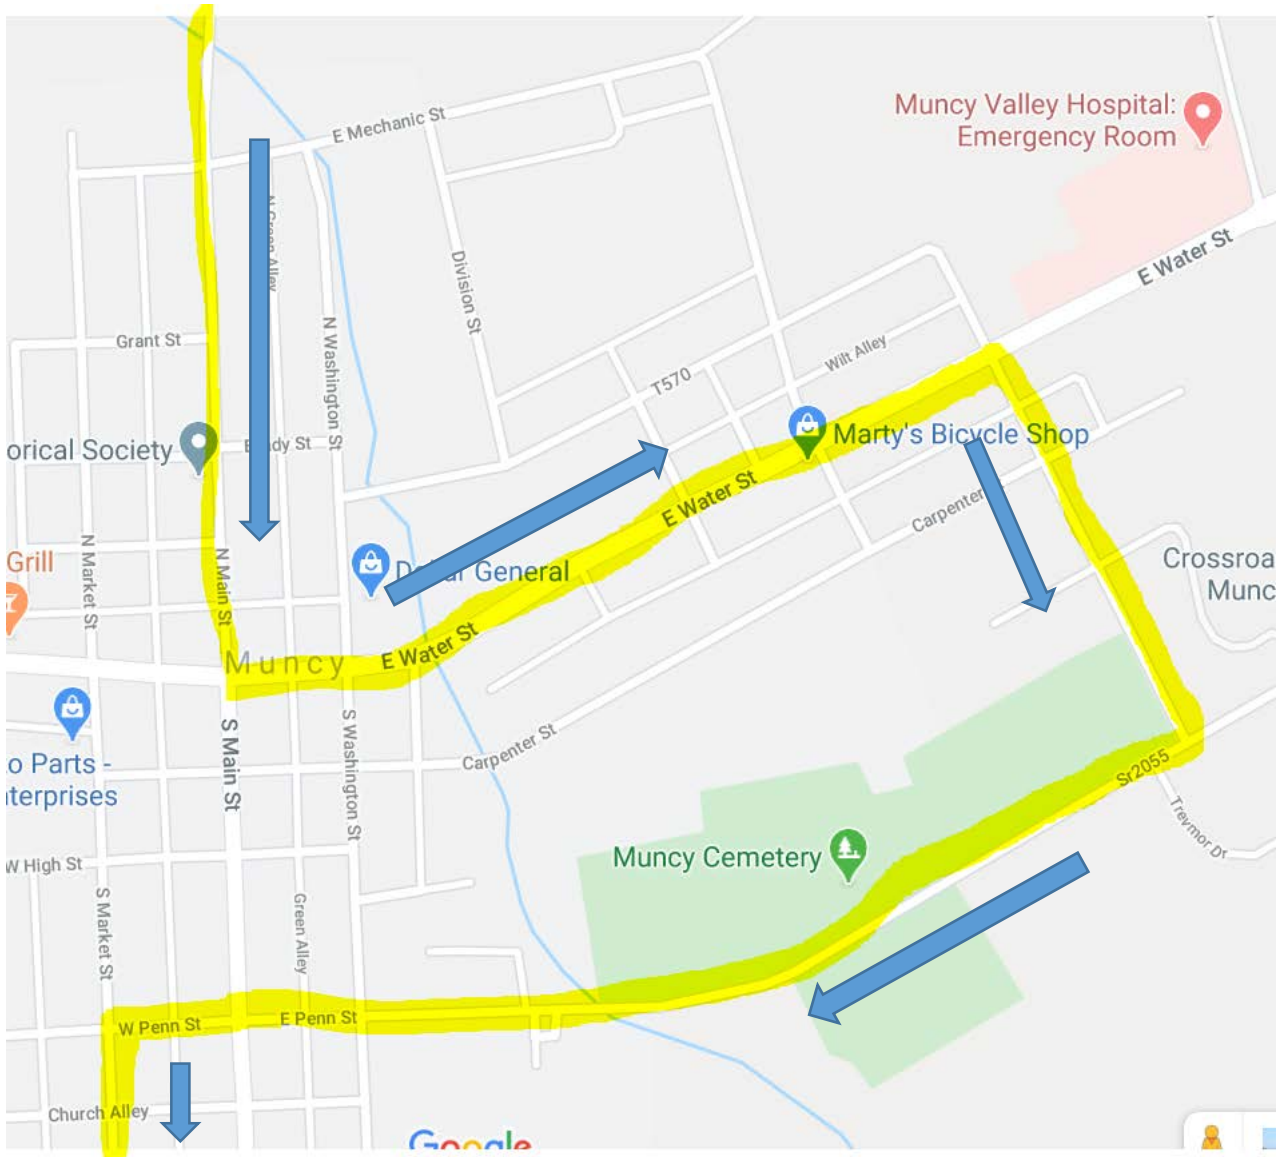 E Mechanic St
Muncy Valley Hospital:
Emergency Room
N Green Alley
E Water St
Division St
Grant St
N Washington St
Wilt Alley
T570
orical Society
St
Marty's Bicycle Shop
E Water St
Carpenter
Grill
N Market St
N Main St
General
Crossroa
Munc
Muncy
E Water St
S Main St
S Washington St
Carpenter St
to Parts -
nterprises
Sr2055
Trevmor Dr
W High St
Muncy Cemetery
S Market St
Green Alley
W Penn St
E Penn St
Church Alley
Google